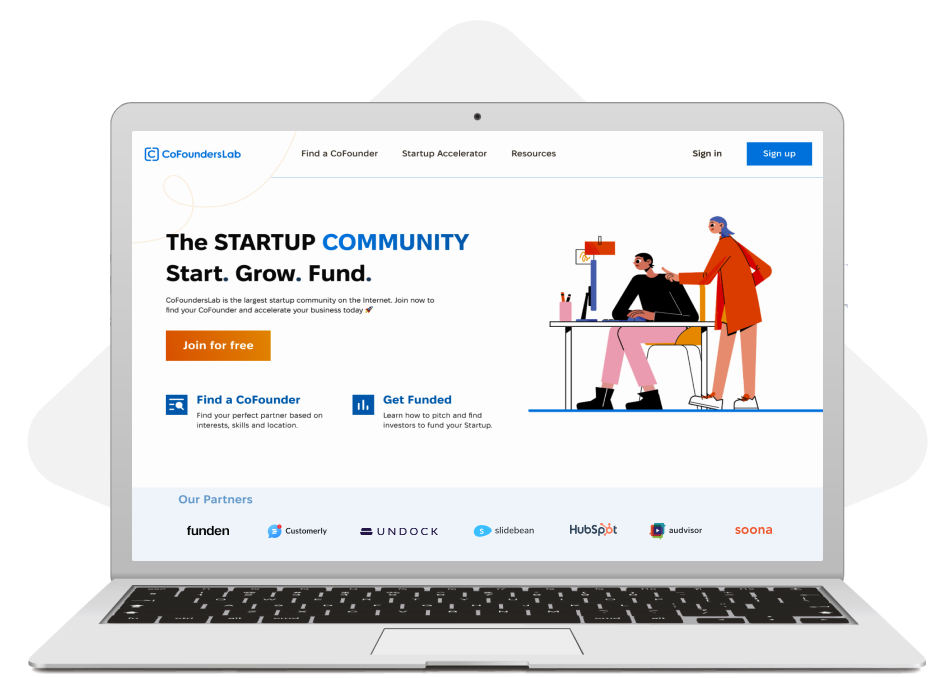 CoFoundersLab
Find a CoFounder
Startup Accelerator
Resources
Sign in
Sign up
The STARTUP COMMUNITY
Start. Grow. Fund.
CoFoundersLab is the largest startup community on the Internet. Join now to
find your CoFounder and accelerate your business today 🚀
Join for free
Find a CoFounder
Find your perfect partner based on
interests, skills and location.
Get Funded
Learn how to pitch and find
investors to fund your Startup.
Our Partners
funden
Customerly
UNDOCK
slidebean
HubSpot
audvisor
soona